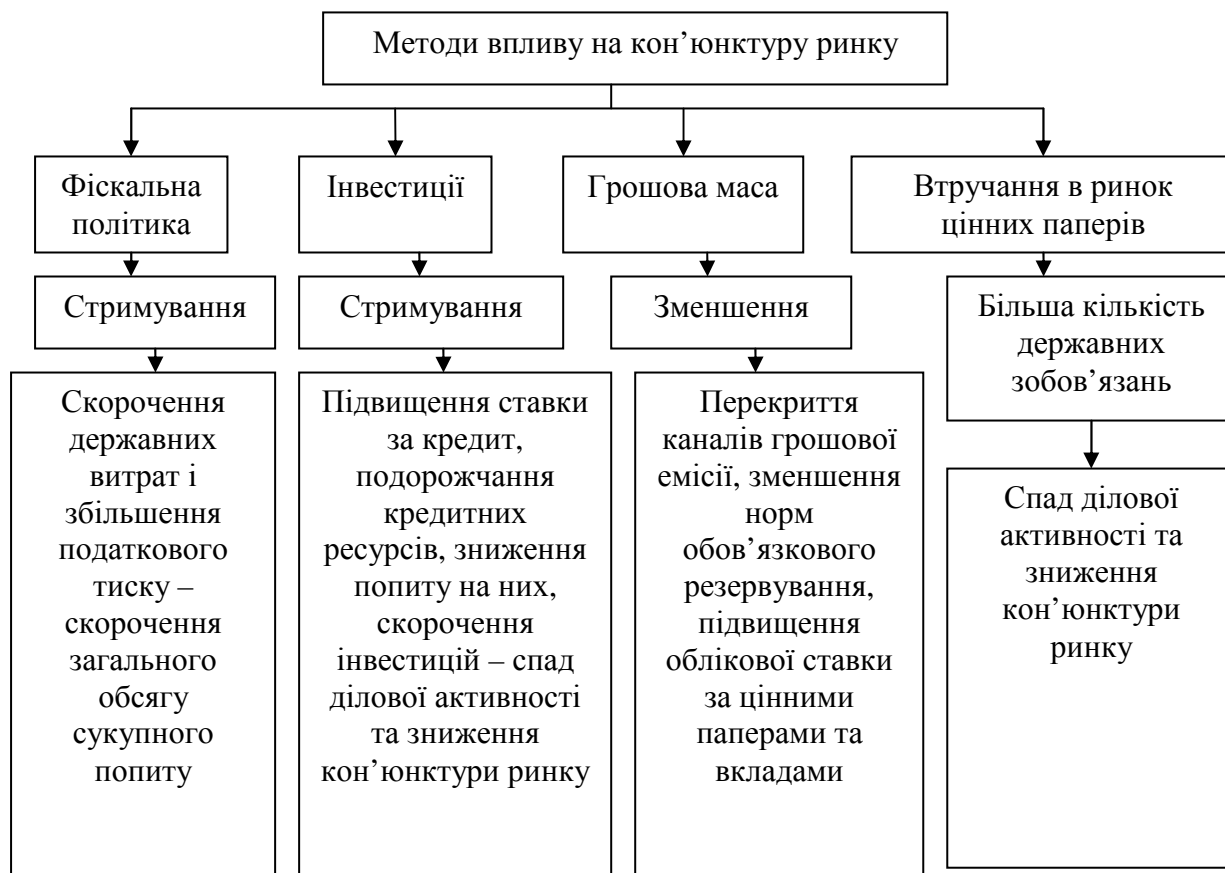 Методи впливу на кон’юнктуру ринку
Фіскальна
політика
Інвестиції
Грошова маса
Втручання в ринок
цінних паперів
Стримування
Стримування
Зменшення
Більша кількість
державних
зобов’язань
Скорочення
державних
витрат і
збільшення
податкового
тиску –
скорочення
загального
обсягу
сукупного
попиту
Підвищення ставки
за кредит,
подорожчання
кредитних
ресурсів, зниження
попиту на них,
скорочення
інвестицій – спад
ділової активності
та зниження
кон’юнктури ринку
Перекриття
каналів грошової
емісії, зменшення
норм
обов’язкового
резервування,
підвищення
облікової ставки
за цінними
паперами та
вкладами
Спад ділової
активності та
зниження
кон’юнктури
ринку